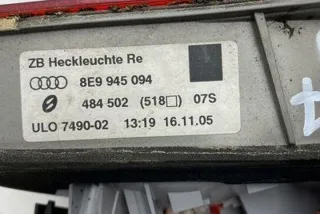 ZB Heckleuchte Re
8E9 945 094
484 502 (518□) 07S
ULO 7490-02 13:19 16.11.05